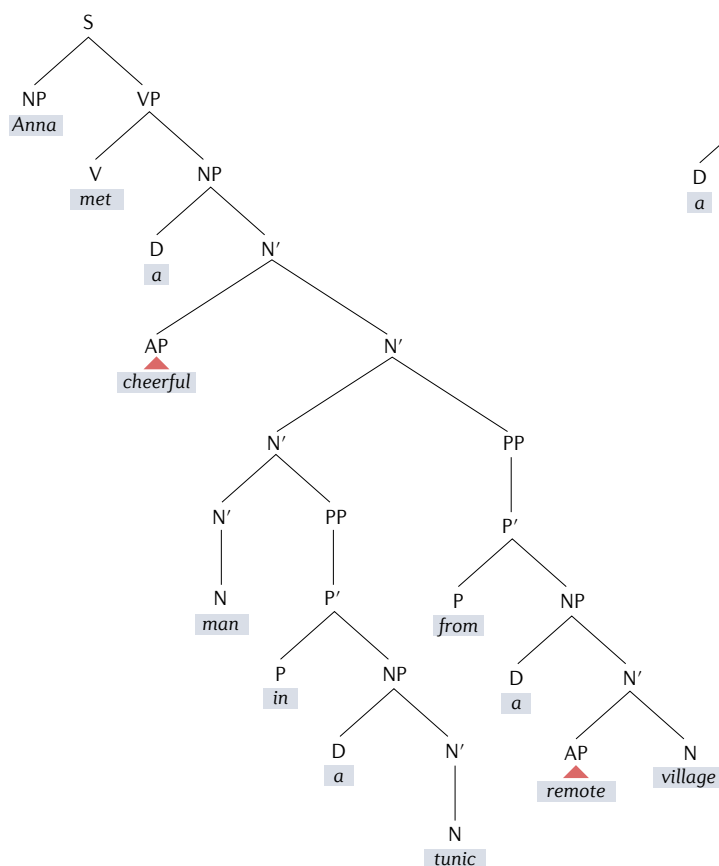 S
NP VP
Anna
V NP D
met a
D N′
a
AP N′
cheerful
N′ PP
N′ PP P′
N P′ P NP
man from
P NP D N′
in a
D N′ AP N
a remote village
N
tunic